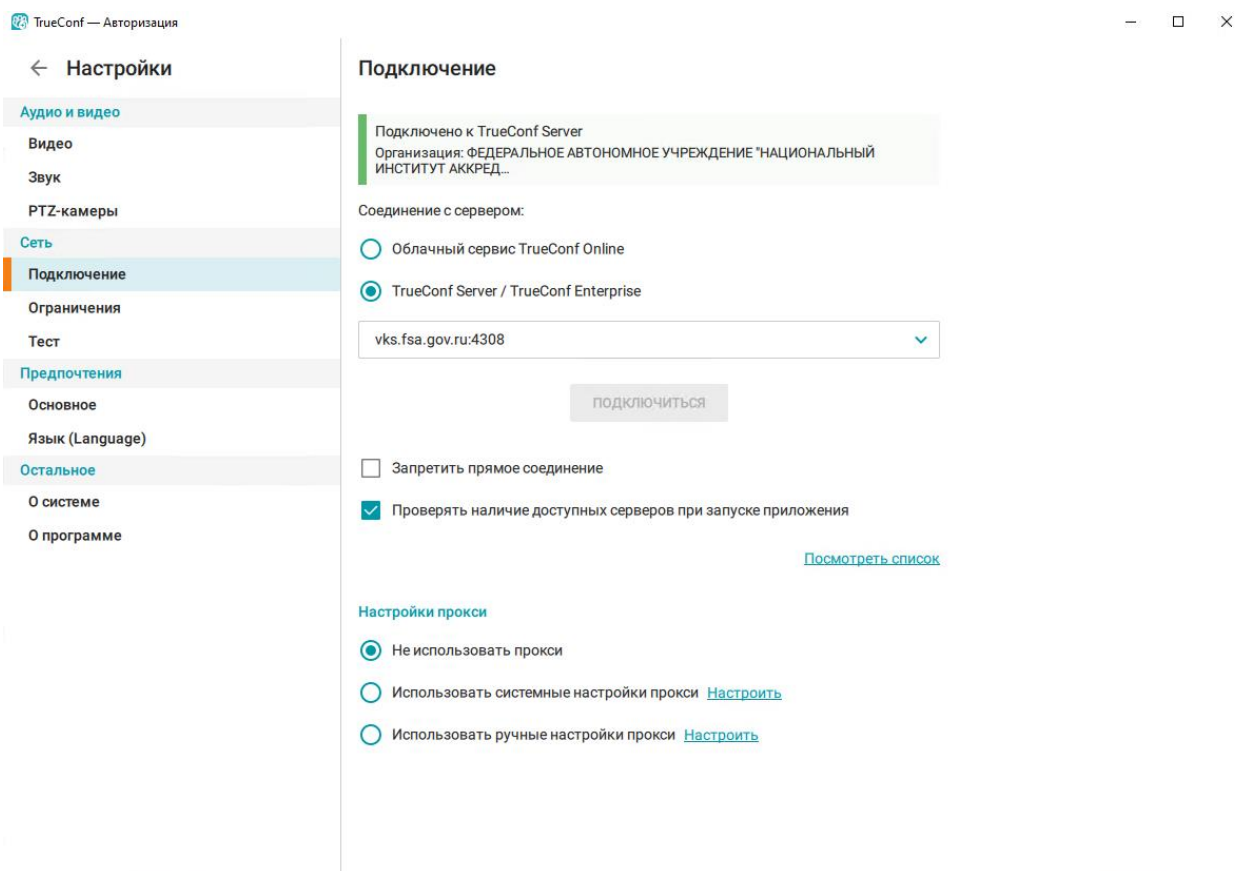 TrueConf — Авторизация
Настройки
Аудио и видео
Видео
Звук
PTZ-камеры
Сеть
Подключение
Ограничения
Тест
Предпочтения
Основное
Язык (Language)
Остальное
О системе
О программе
Подключение
Подключено к TrueConf Server
Организация: ФЕДЕРАЛЬНОЕ АВТОНОМНОЕ УЧРЕЖДЕНИЕ "НАЦИОНАЛЬНЫЙ
ИНСТИТУТ АККРЕД...
Соединение с сервером:
Облачный сервис TrueConf Online
TrueConf Server / TrueConf Enterprise
vks.fsa.gov.ru:4308
ПОДКЛЮЧИТЬСЯ
Запретить прямое соединение
Проверять наличие доступных серверов при запуске приложения
Посмотреть список
Настройки прокси
Не использовать прокси
Использовать системные настройки прокси Настроить
Использовать ручные настройки прокси Настроить